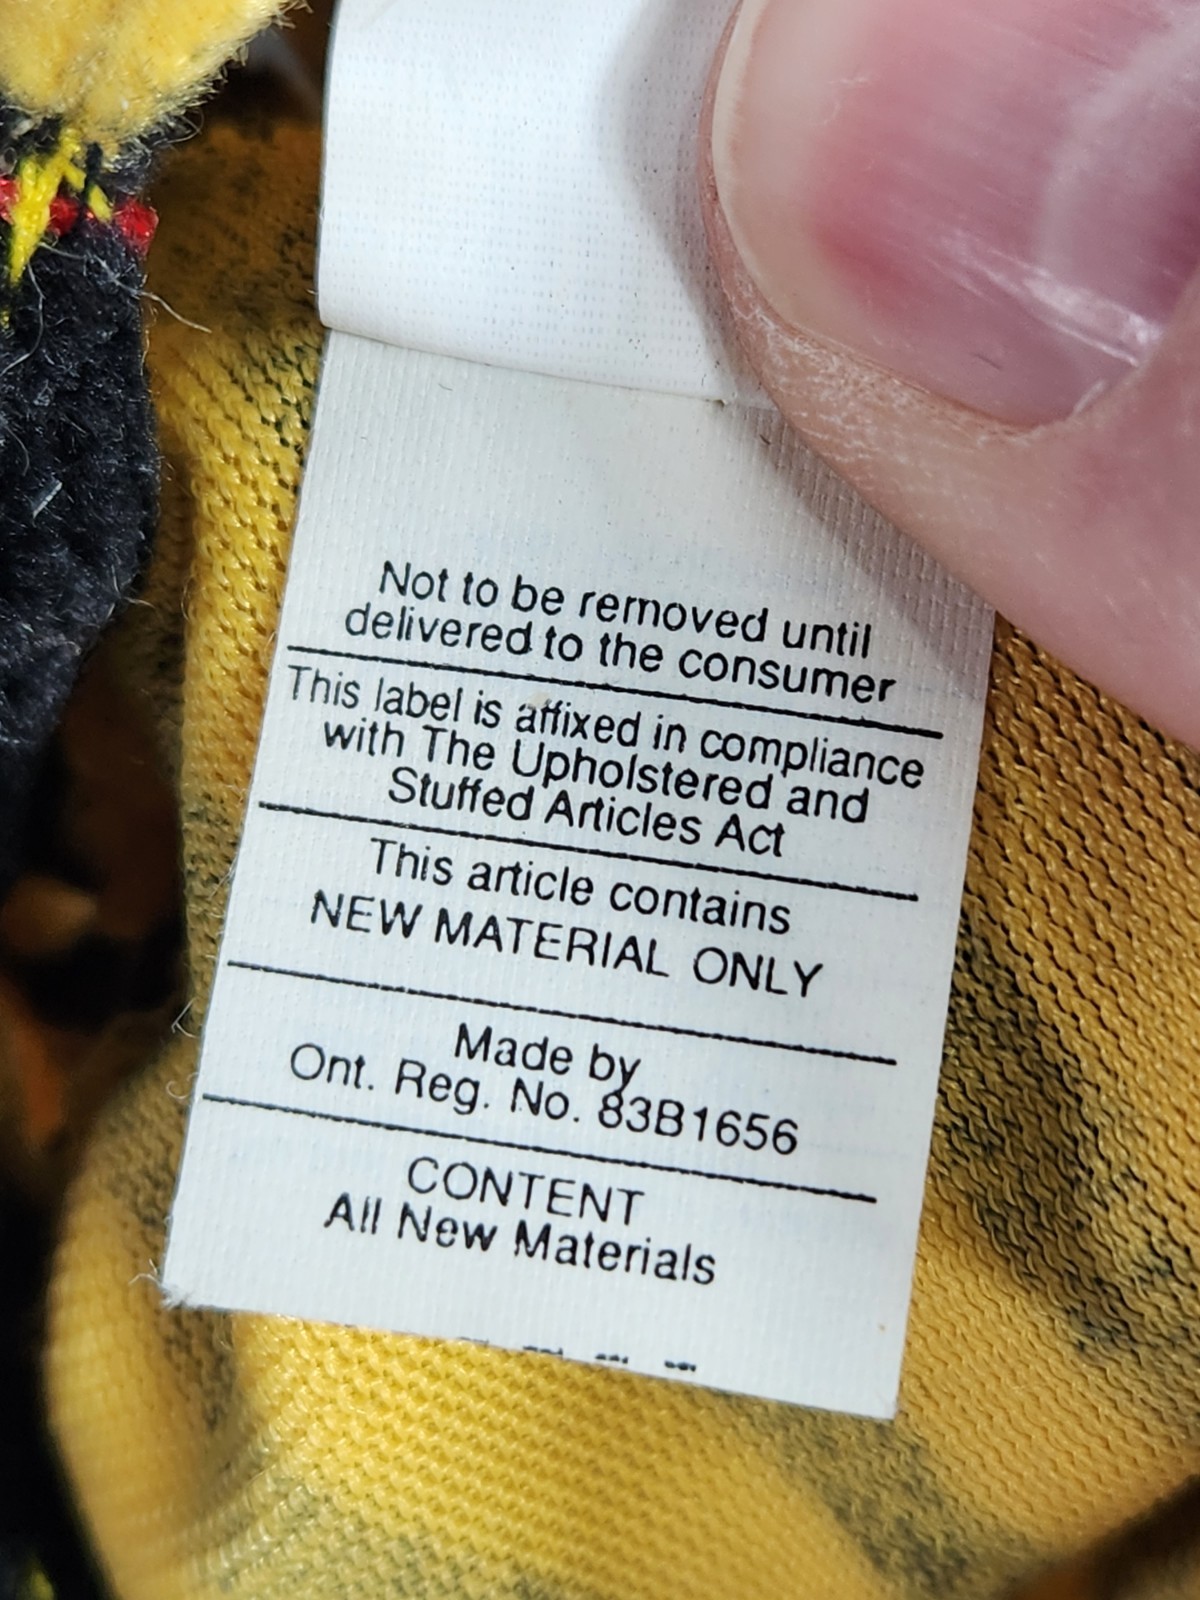 Not to be removed until
delivered to the consumer
This label is affixed in compliance
with The Upholstered and
Stuffed Articles Act
This article contains
NEW MATERIAL ONLY
Made by
Ont. Reg. No. 83B1656
CONTENT
All New Materials